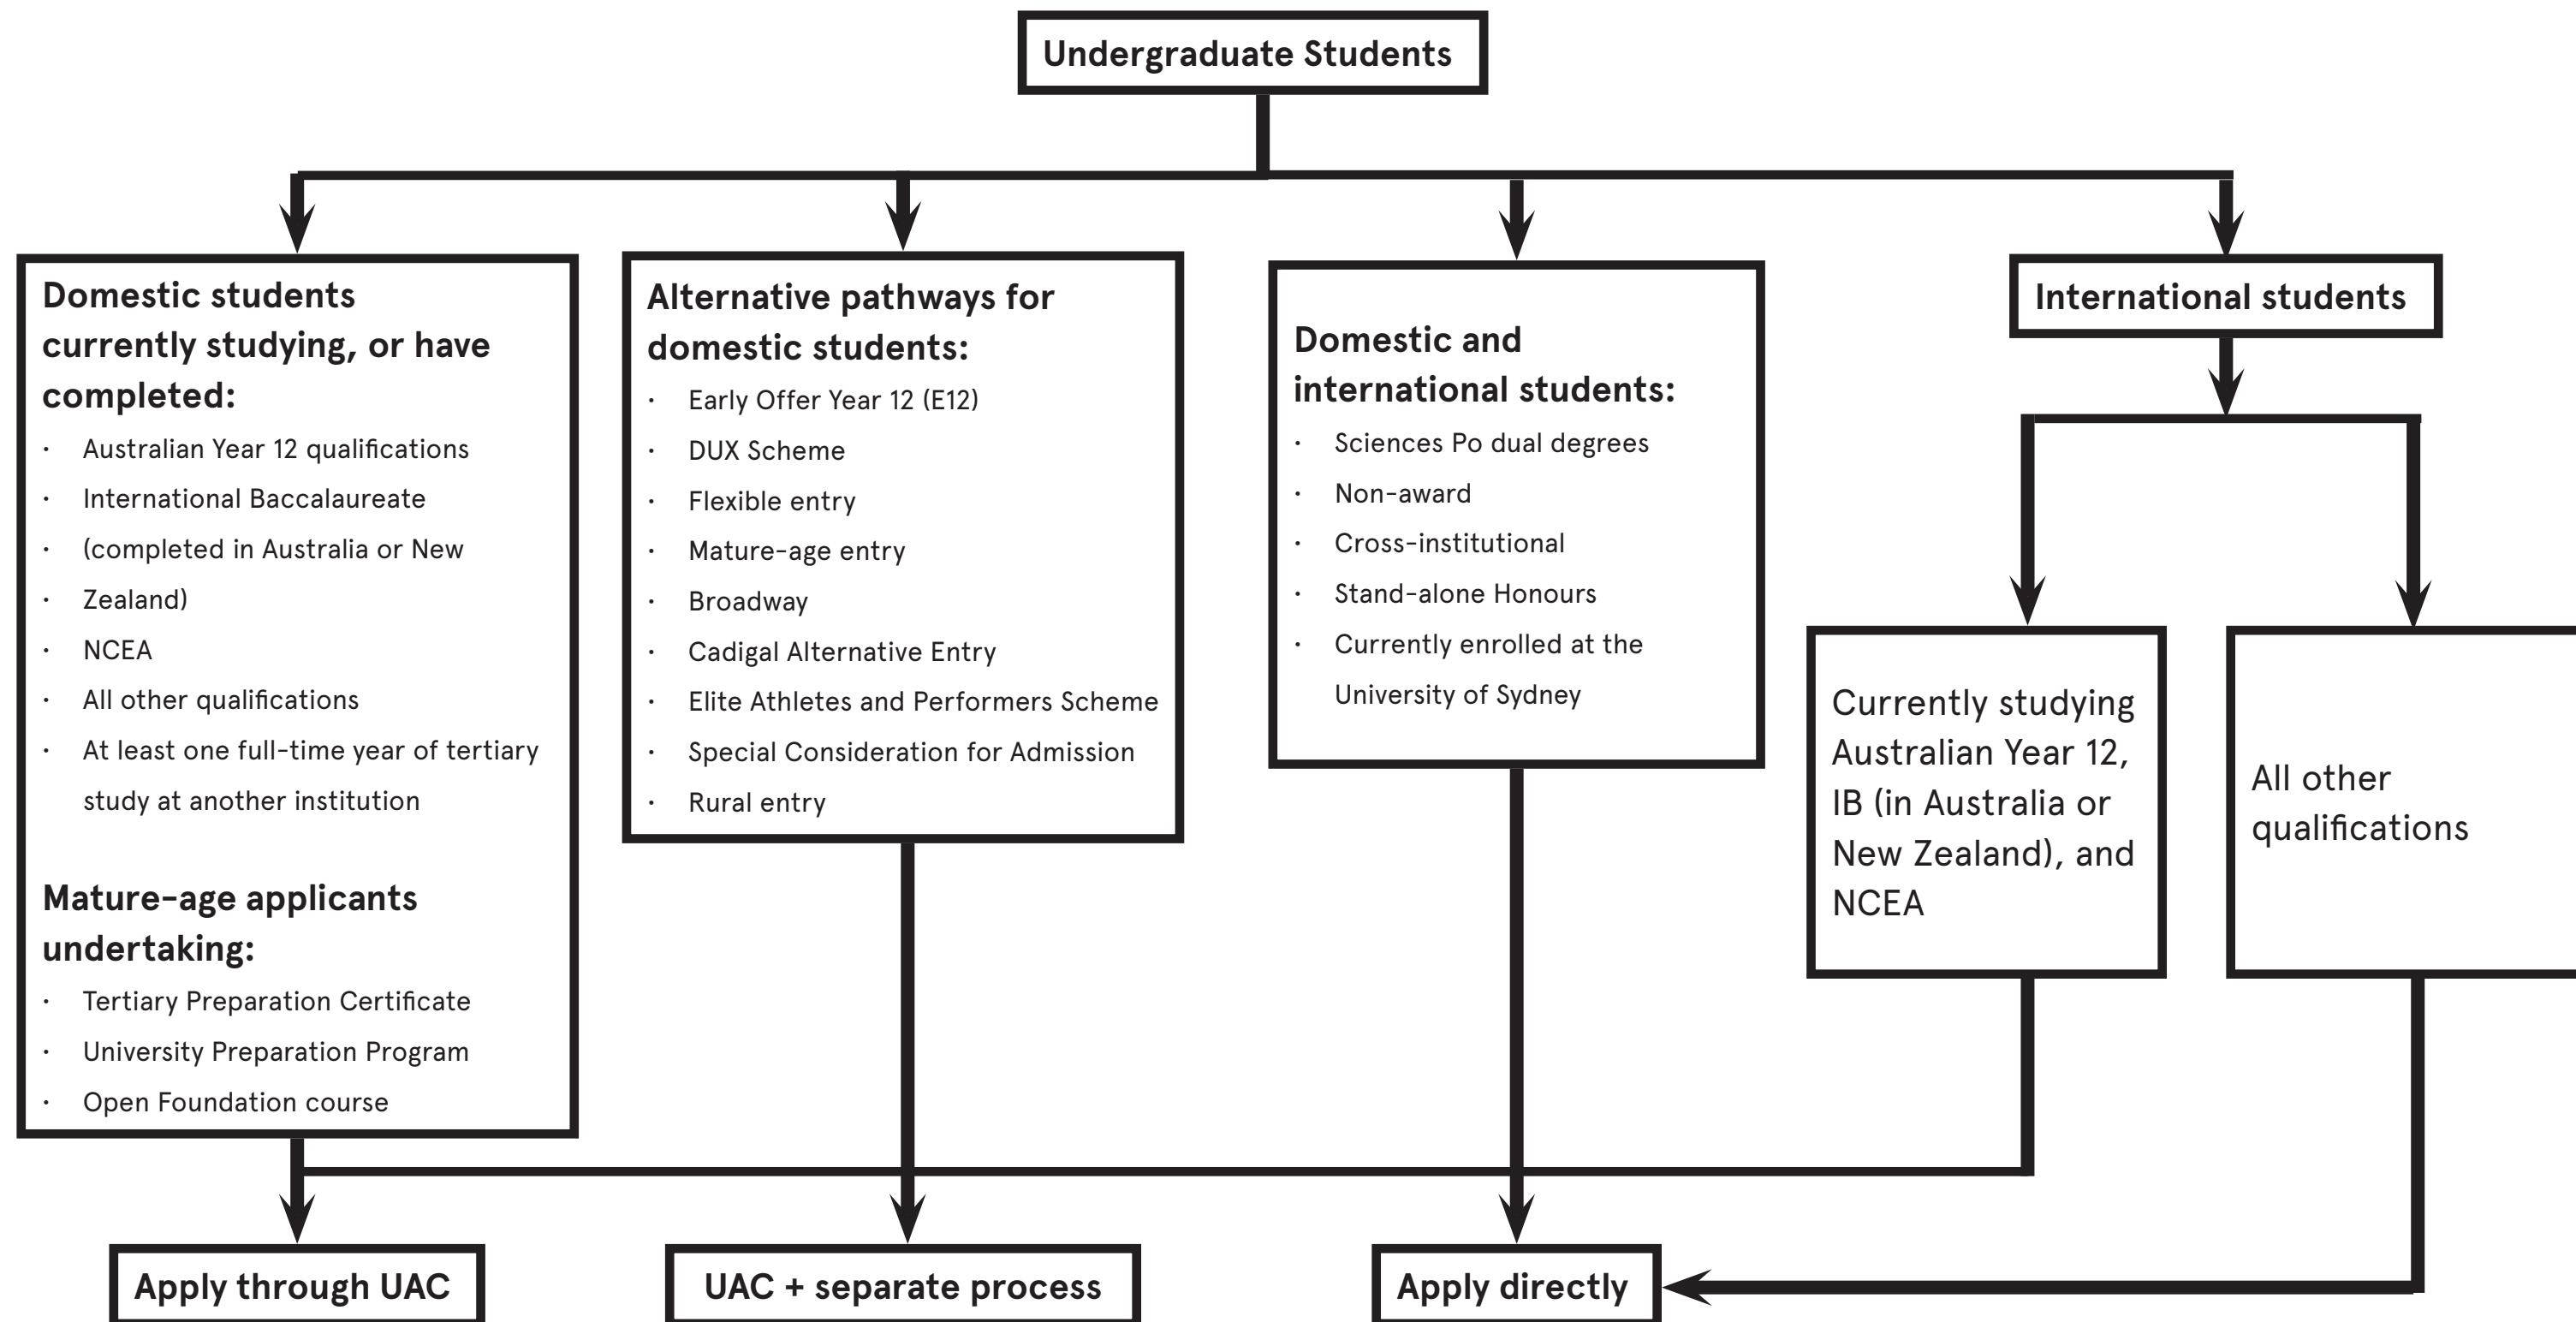 Undergraduate Students
Domestic students
currently studying, or have
completed:
· Australian Year 12 qualifications
· International Baccalaureate
· (completed in Australia or New
· Zealand)
· NCEA
· All other qualifications
· At least one full-time year of tertiary
study at another institution
Mature-age applicants
undertaking:
· Tertiary Preparation Certificate
· University Preparation Program
· Open Foundation course
Alternative pathways for
domestic students:
· Early Offer Year 12 (E12)
· DUX Scheme
· Flexible entry
· Mature-age entry
· Broadway
· Cadigal Alternative Entry
· Elite Athletes and Performers Scheme
· Special Consideration for Admission
· Rural entry
Domestic and
international students:
· Sciences Po dual degrees
· Non-award
· Cross-institutional
· Stand-alone Honours
· Currently enrolled at the
University of Sydney
International students
Currently studying
Australian Year 12,
IB (in Australia or
New Zealand), and
NCEA
All other
qualifications
Apply through UAC
UAC + separate process
Apply directly